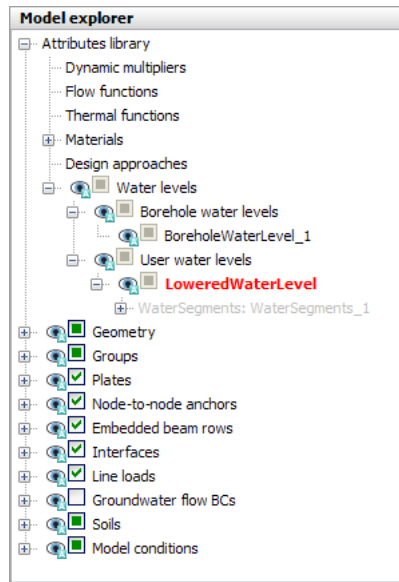 Model explorer
Attributes library
Dynamic multipliers
Flow functions
Thermal functions
Materials
Design approaches
Water levels
Borehole water levels
BoreholeWaterLevel_1
User water levels
LoweredWaterLevel
WaterSegments: WaterSegments_1
Geometry
Groups
Plates
Node-to-node anchors
Embedded beam rows
Interfaces
Line loads
Groundwater flow BCs
Soils
Model conditions